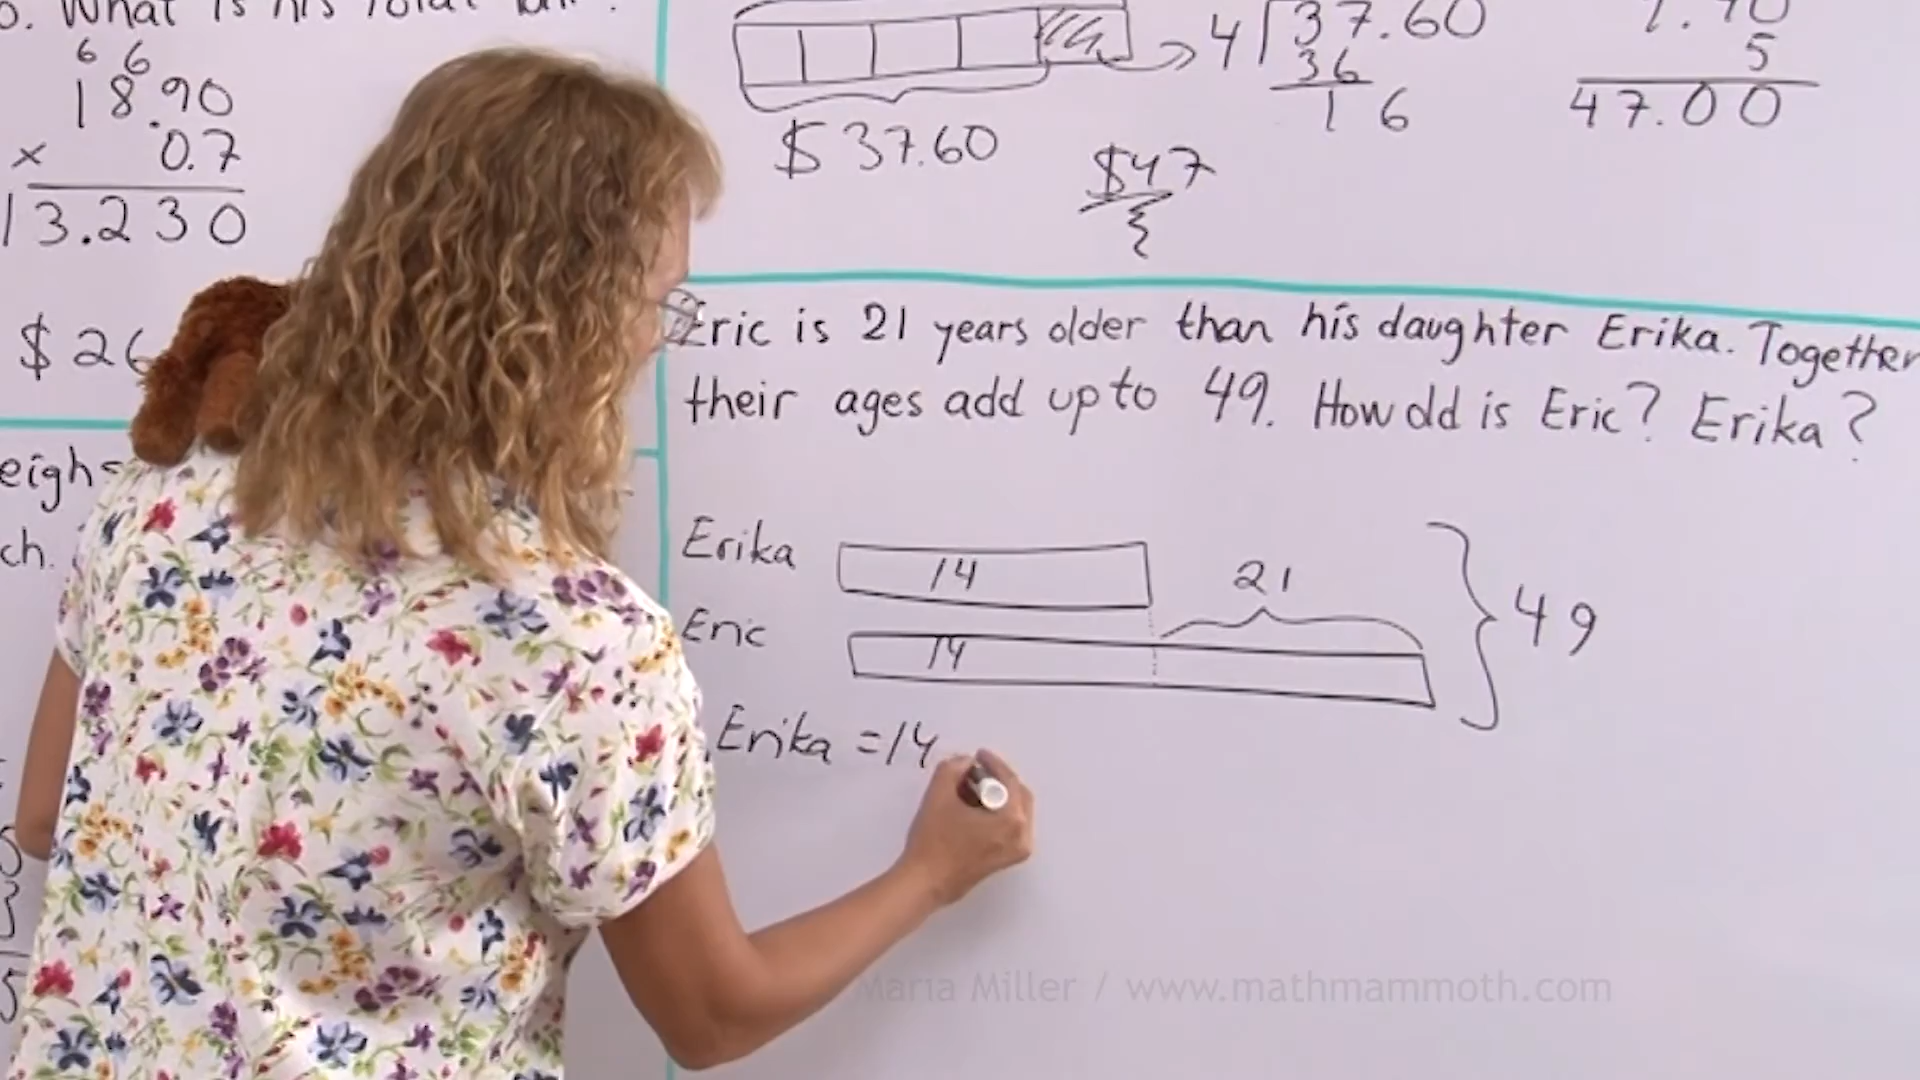 What is his total
6 6
18.90
× 0.7
13.230
$26
eigh
ch.
4 37.60
36
1 6
5
47.00
$37.60
$47
Eric is 21 years older than his daughter Erika. Together
their ages add up to 49. How old is Eric? Erika?
Erika 14 21
Eric 14 49
Erika = 14
Maria Miller / www.mathmammoth.com